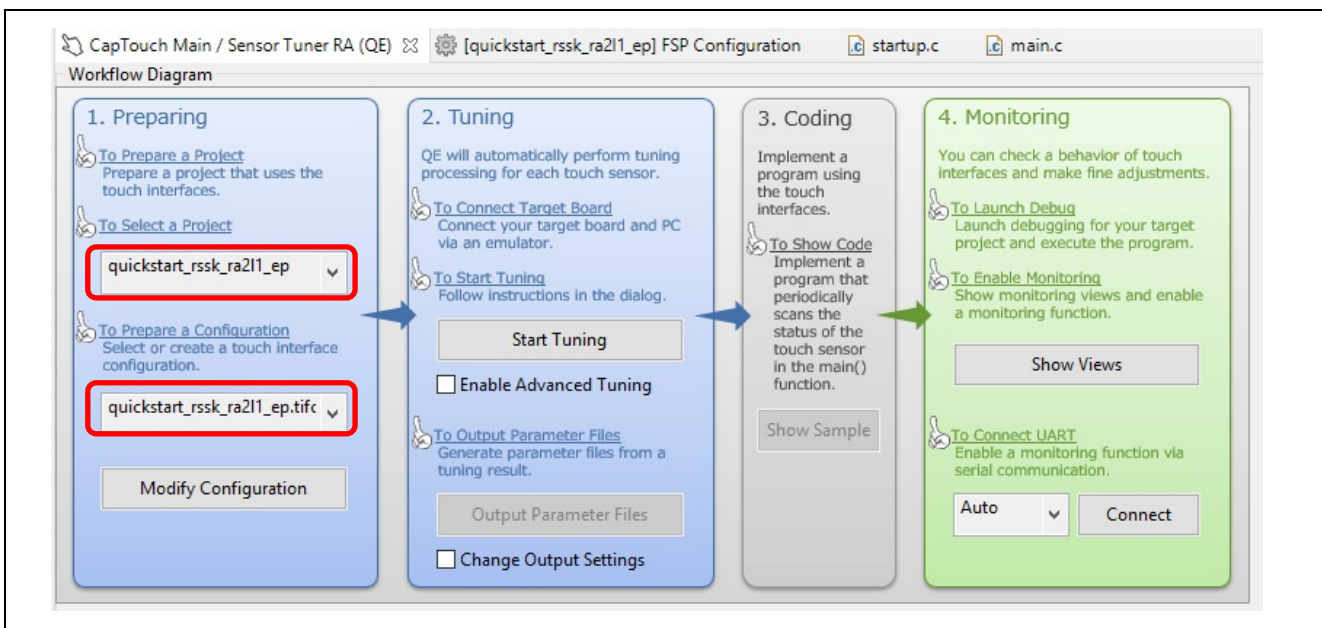 CapTouch Main / Sensor Tuner RA (QE)
[quickstart_rssk_ra2l1_ep] FSP Configuration
startup.c
main.c
Workflow Diagram
1. Preparing
To Prepare a Project
Prepare a project that uses the
touch interfaces.
To Select a Project
quickstart_rssk_ra2l1_ep
To Prepare a Configuration
Select or create a touch interface
configuration.
quickstart_rssk_ra2l1_ep.tifc
Modify Configuration
2. Tuning
QE will automatically perform tuning
processing for each touch sensor.
To Connect Target Board
Connect your target board and PC
via an emulator.
To Start Tuning
Follow instructions in the dialog.
Start Tuning
Enable Advanced Tuning
To Output Parameter Files
Generate parameter files from a
tuning result.
Output Parameter Files
Change Output Settings
3. Coding
Implement a
program using
the touch
interfaces.
To Show Code
Implement a
program that
periodically
scans the
status of the
touch sensor
in the main()
function.
Show Sample
4. Monitoring
You can check a behavior of touch
interfaces and make fine adjustments.
To Launch Debug
Launch debugging for your target
project and execute the program.
To Enable Monitoring
Show monitoring views and enable
a monitoring function.
Show Views
To Connect UART
Enable a monitoring function via
serial communication.
Auto
Connect